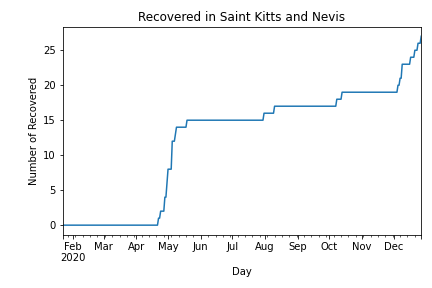 Recovered in Saint Kitts and Nevis
Number of Recovered
25
20
15
10
5
0
Feb Mar Apr May Jun Jul Aug Sep Oct Nov Dec
2020
Day